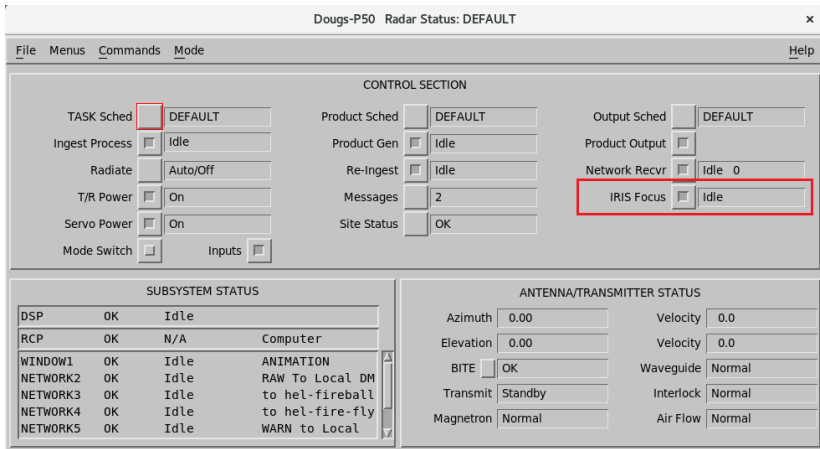 Dougs-P50 Radar Status: DEFAULT ×
File Menus Commands Mode Help
CONTROL SECTION
TASK Sched DEFAULT Product Sched DEFAULT Output Sched DEFAULT
Ingest Process Idle Product Gen Idle Product Output
Radiate Auto/Off Re-Ingest Idle Network Recvr Idle 0
T/R Power On Messages 2 IRIS Focus Idle
Servo Power On Site Status OK
Mode Switch Inputs
SUBSYSTEM STATUS
DSP OK Idle
RCP OK N/A Computer
WINDOW1 OK Idle ANIMATION
NETWORK2 OK Idle RAW To Local DM
NETWORK3 OK Idle to hel-fireball
NETWORK4 OK Idle to hel-fire-fly
NETWORK5 OK Idle WARN to Local
ANTENNA/TRANSMITTER STATUS
Azimuth 0.00 Velocity 0.0
Elevation 0.00 Velocity 0.0
BITE OK Waveguide Normal
Transmit Standby Interlock Normal
Magnetron Normal Air Flow Normal